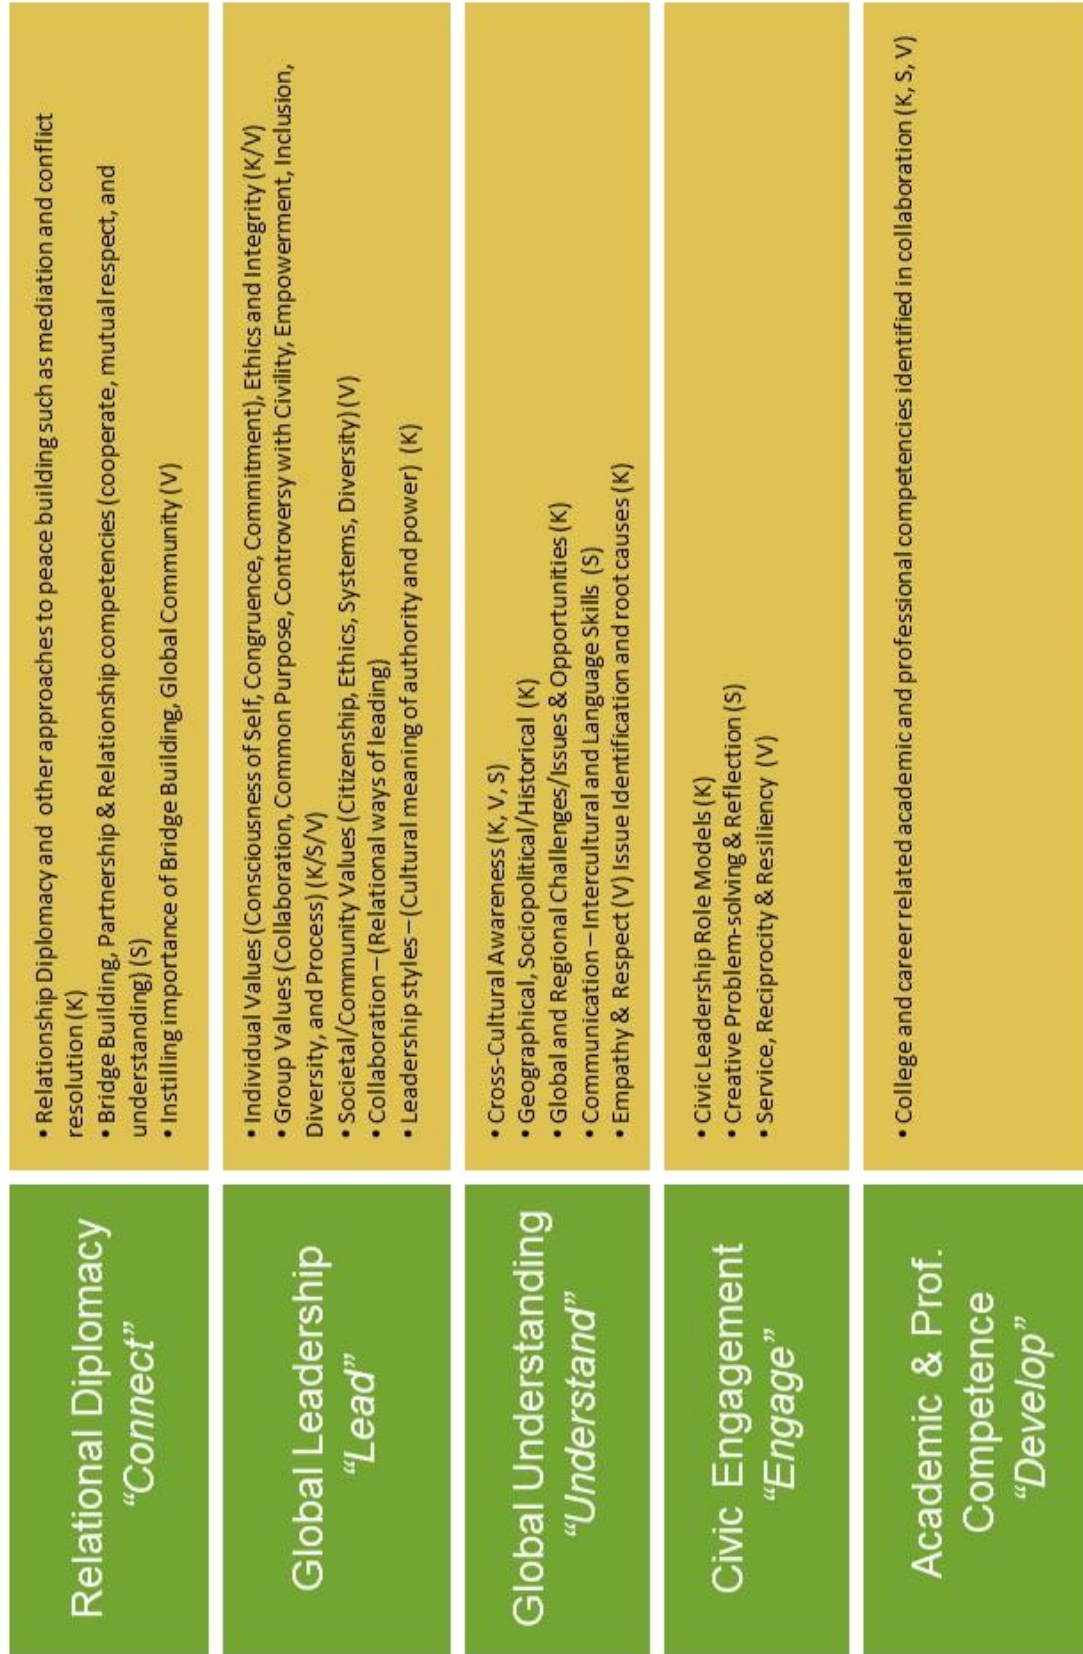 Relational Diplomacy
“Connect”
• Relationship Diplomacy and other approaches to peace building such as mediation and conflict
resolution (K)
• Bridge Building, Partnership & Relationship competencies (cooperate, mutual respect, and
understanding) (S)
• Instilling importance of Bridge Building, Global Community (V)
Global Leadership
“Lead”
• Individual Values (Consciousness of Self, Congruence, Commitment), Ethics and Integrity (K/V)
• Group Values (Collaboration, Common Purpose, Controversy with Civility, Empowerment, Inclusion,
Diversity, and Process) (K/S/V)
• Societal/Community Values (Citizenship, Ethics, Systems, Diversity) (V)
• Collaboration – (Relational ways of leading)
• Leadership styles – (Cultural meaning of authority and power) (K)
Global Understanding
“Understand”
• Cross-Cultural Awareness (K, V, S)
• Geographical, Sociopolitical/Historical (K)
• Global and Regional Challenges/Issues & Opportunities (K)
• Communication – Intercultural and Language Skills (S)
• Empathy & Respect (V) Issue Identification and root causes (K)
Civic Engagement
“Engage”
• Civic Leadership Role Models (K)
• Creative Problem-solving & Reflection (S)
• Service, Reciprocity & Resiliency (V)
Academic & Prof.
Competence
“Develop”
• College and career related academic and professional competencies identified in collaboration (K, S, V)